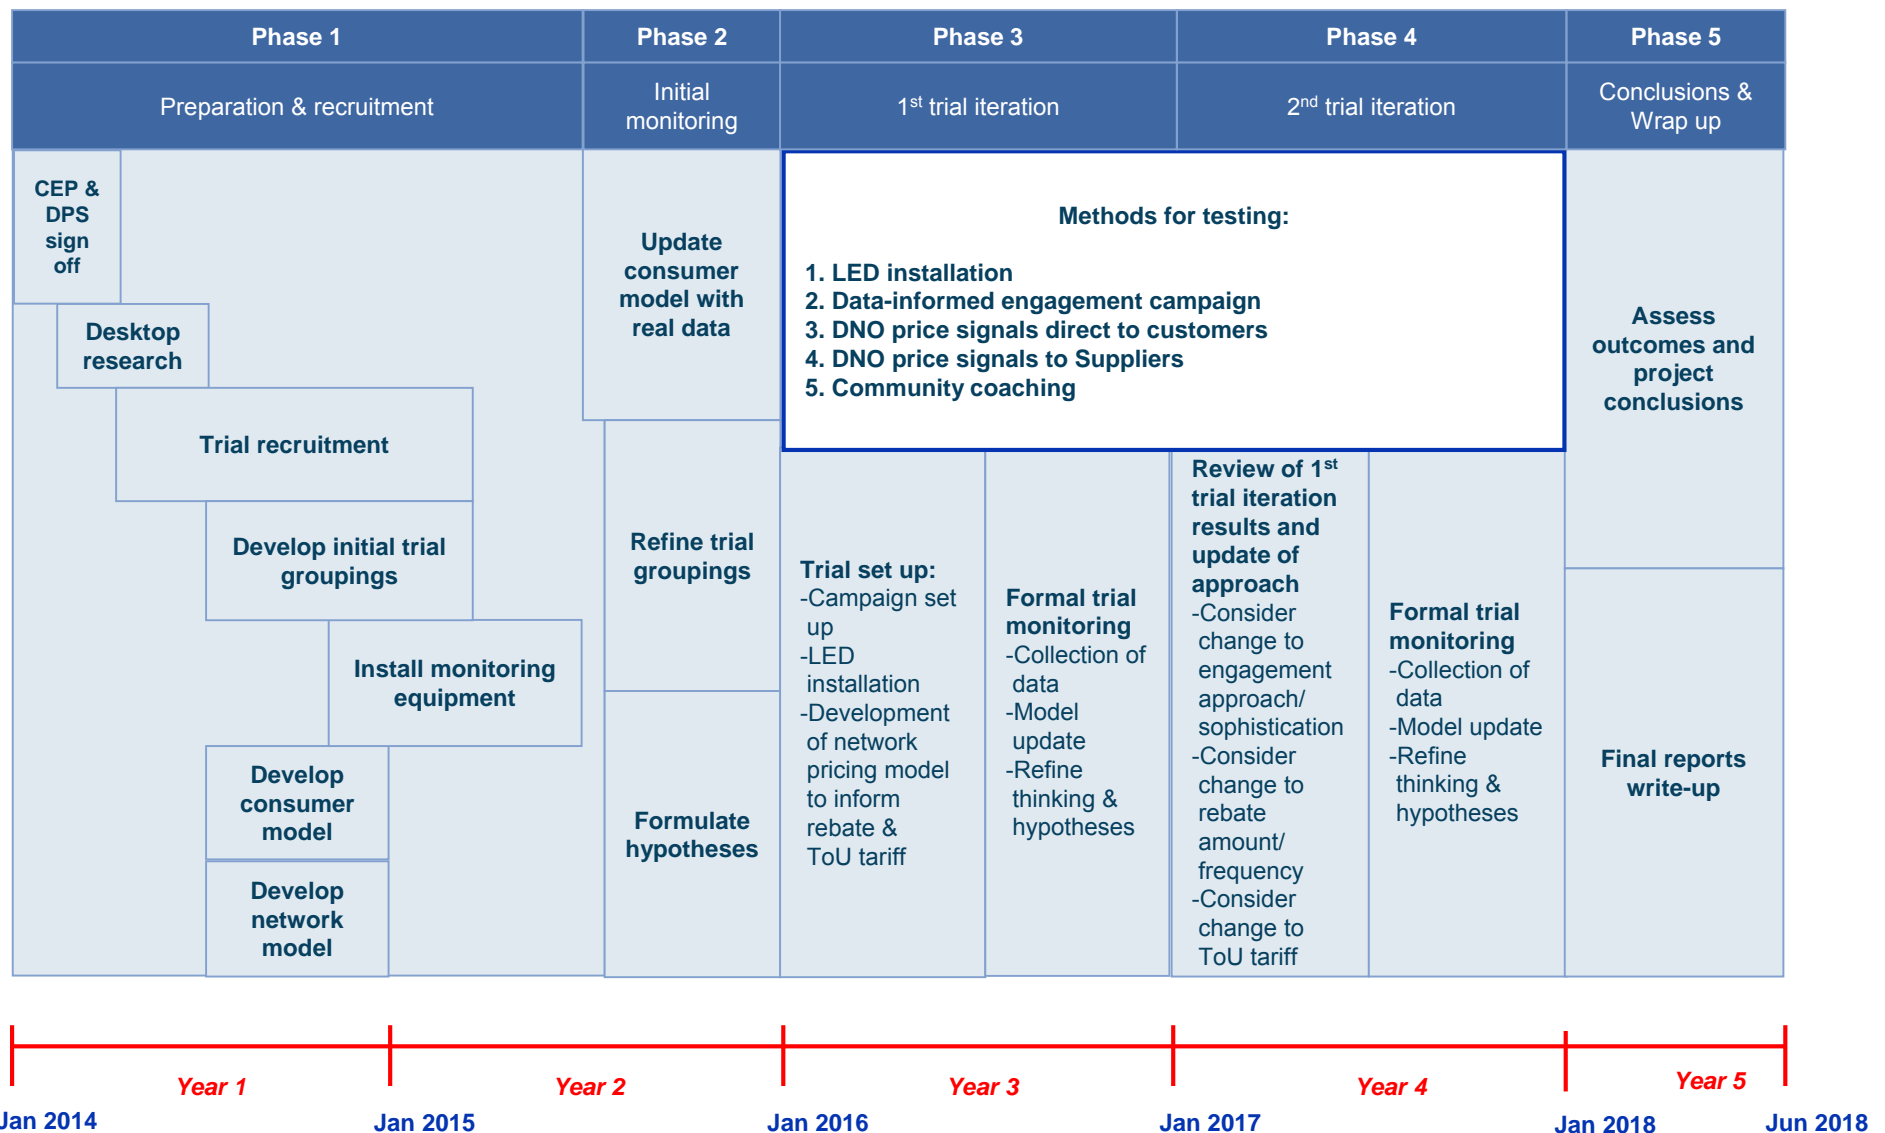 Phase 1
Phase 2
Phase 3
Phase 4
Phase 5
Preparation & recruitment
Initial
monitoring
1st trial iteration
2nd trial iteration
Conclusions &
Wrap up
CEP &
DPS
sign
off
Desktop
research
Trial recruitment
Develop initial trial
groupings
Install monitoring
equipment
Develop
consumer
model
Develop
network
model
Update
consumer
model with
real data
Refine trial
groupings
Formulate
hypotheses
Methods for testing:
1. LED installation
2. Data-informed engagement campaign
3. DNO price signals direct to customers
4. DNO price signals to Suppliers
5. Community coaching
Trial set up:
-Campaign set
up
-LED
installation
-Development
of network
pricing model
to inform
rebate &
ToU tariff
Formal trial
monitoring
-Collection of
data
-Model
update
-Refine
thinking &
hypotheses
Review of 1st
trial iteration
results and
update of
approach
-Consider
change to
engagement
approach/
sophistication
-Consider
change to
rebate
amount/
frequency
-Consider
change to
ToU tariff
Formal trial
monitoring
-Collection of
data
-Model update
-Refine
thinking &
hypotheses
Assess
outcomes and
project
conclusions
Final reports
write-up
Year 1
Year 2
Year 3
Year 4
Year 5
Jan 2014
Jan 2015
Jan 2016
Jan 2017
Jan 2018
Jun 2018